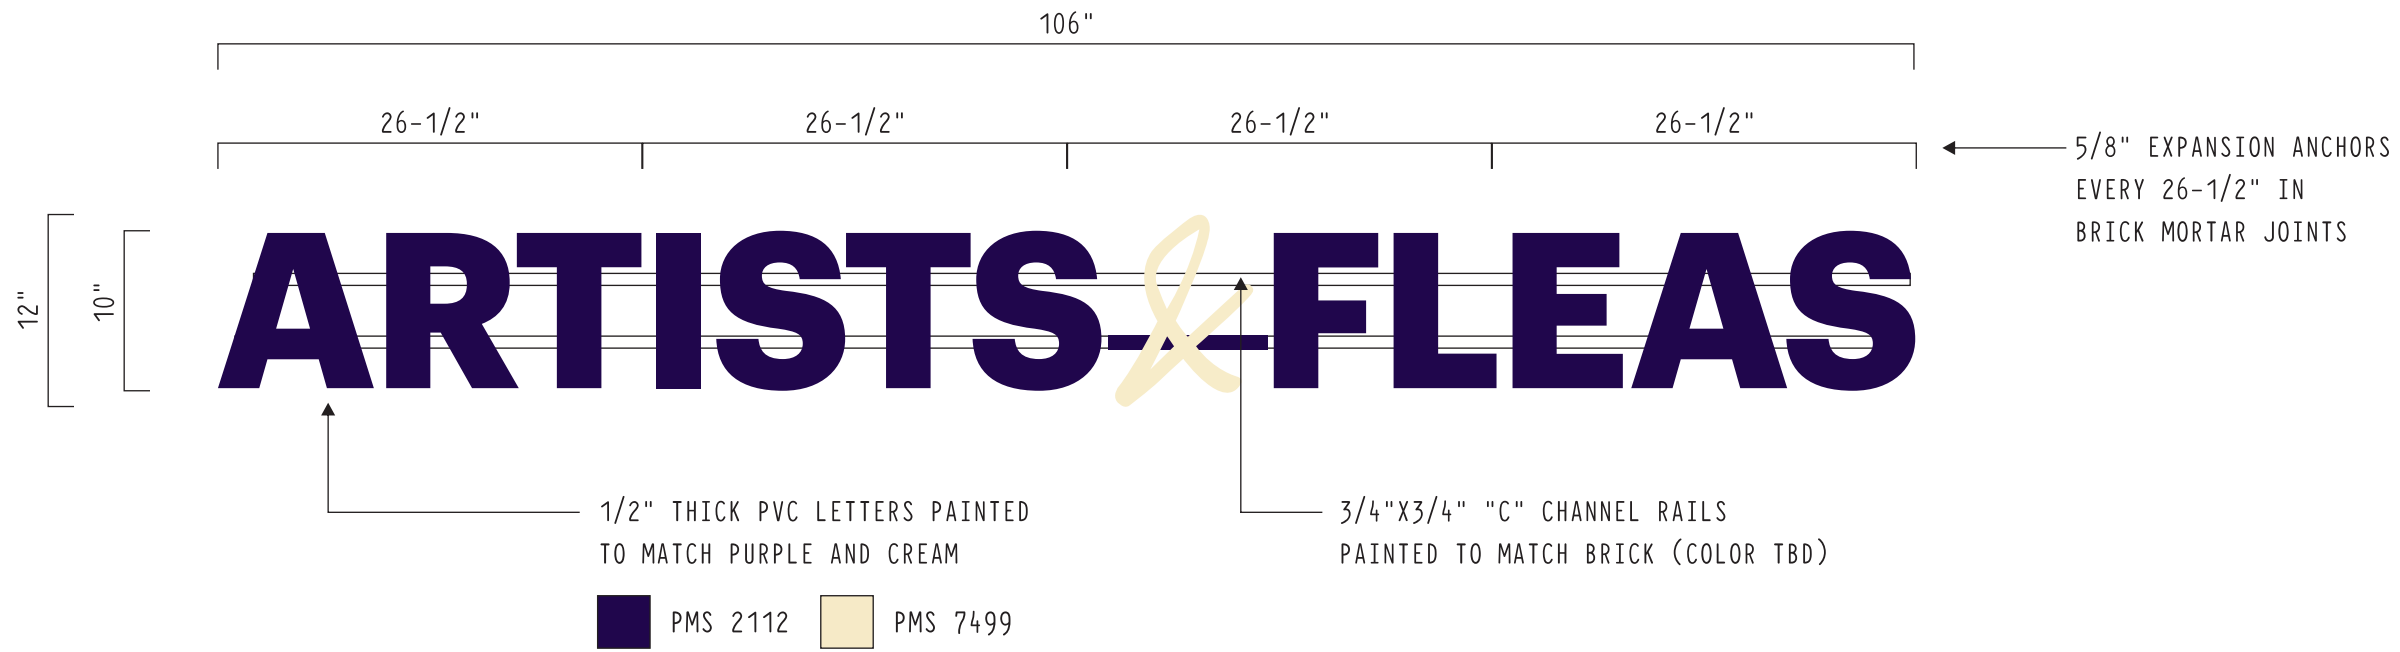 106"
26-1/2" 26-1/2" 26-1/2" 26-1/2"
5/8" EXPANSION ANCHORS
EVERY 26-1/2" IN
BRICK MORTAR JOINTS
12"
10"
ARTISTS & FLEAS
1/2" THICK PVC LETTERS PAINTED
TO MATCH PURPLE AND CREAM
3/4"X3/4" "C" CHANNEL RAILS
PAINTED TO MATCH BRICK (COLOR TBD)
PMS 2112 PMS 7499